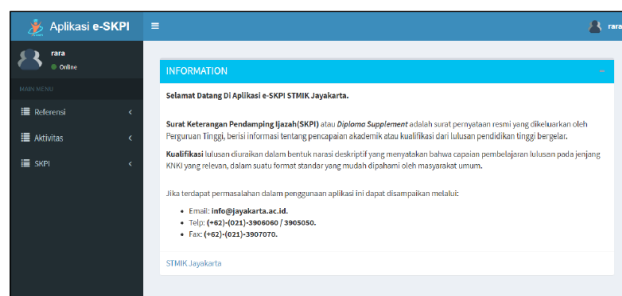 Aplikasi e-SKPI
rara
rara
Online
MAIN MENU
Referensi
Aktivitas
SKPI
INFORMATION
Selamat Datang Di Aplikasi e-SKPI STMIK Jayakarta.
Surat Keterangan Pendamping Ijazah(SKPI) atau Diploma Supplement adalah surat pernyataan resmi yang dikeluarkan oleh
Perguruan Tinggi, berisi informasi tentang pencapaian akademik atau kualifikasi dari lulusan pendidikan tinggi bergelar.
Kualifikasi lulusan diuraikan dalam bentuk narasi deskriptif yang menyatakan bahwa capaian pembelajaran lulusan pada jenjang
KNKI yang relevan, dalam suatu format standar yang mudah dipahami oleh masyarakat umum.
Jika terdapat permasalahan dalam penggunaan aplikasi ini dapat disampaikan melalui:
Email: info@jayakarta.ac.id.
Telp: (+62)-(021)-3906060 / 3905050.
Fax: (+62)-(021)-3907070.
STMIK Jayakarta